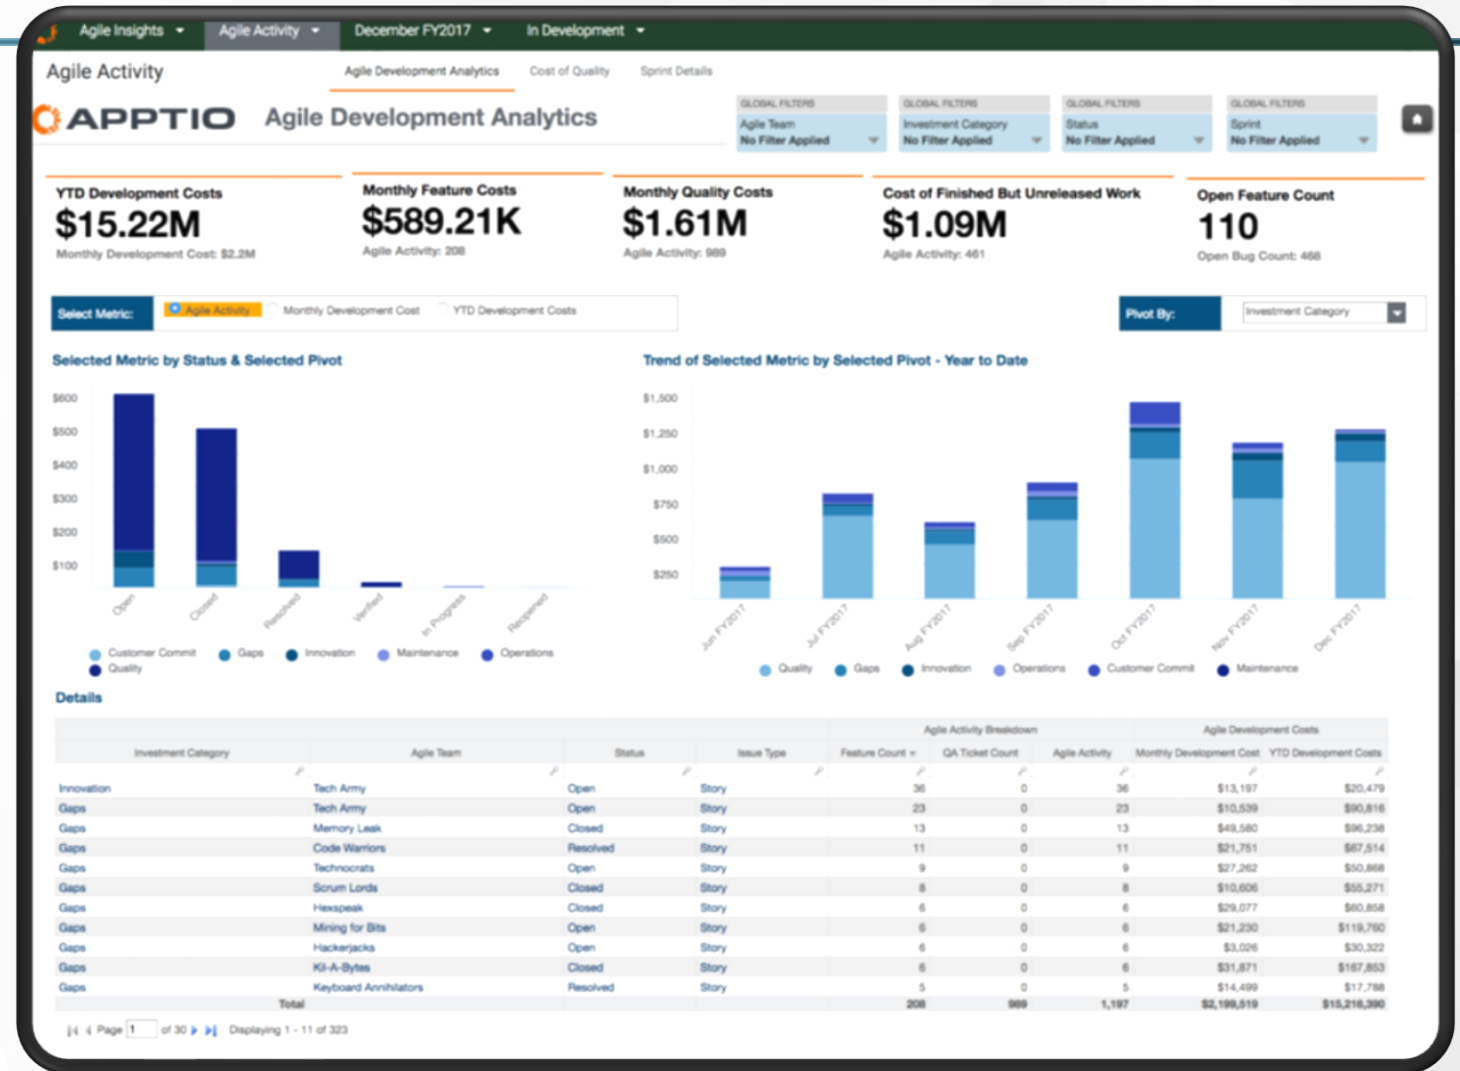 Agile Insights Agile Activity December FY2017 In Development
Agile Activity Agile Development Analytics Cost of Quality Sprint Details
APPTIO Agile Development Analytics
GLOBAL FILTERS GLOBAL FILTERS GLOBAL FILTERS GLOBAL FILTERS
Agile Team Investment Category Status Sprint
No Filter Applied No Filter Applied No Filter Applied No Filter Applied
YTD Development Costs
$15.22M
Monthly Development Cost: $2.2M
Monthly Feature Costs
$589.21K
Agile Activity: 208
Monthly Quality Costs
$1.61M
Agile Activity: 989
Cost of Finished But Unreleased Work
$1.09M
Agile Activity: 461
Open Feature Count
110
Open Bug Count: 468
Select Metric: Agile Activity Monthly Development Cost YTD Development Costs
Pivot By: Investment Category
Selected Metric by Status & Selected Pivot
$600
$500
$400
$300
$200
$100
Open Closed Resolved Verified In Progress Reopened
Customer Commit Gaps Innovation Maintenance Operations
Quality
Trend of Selected Metric by Selected Pivot - Year to Date
$1,500
$1,250
$1,000
$750
$500
$250
Jun FY2017 Jul FY2017 Aug FY2017 Sep FY2017 Oct FY2017 Nov FY2017 Dec FY2017
Quality Gaps Innovation Operations Customer Commit Maintenance
Details
Agile Activity Breakdown Agile Development Costs
Investment Category Agile Team Status Issue Type Feature Count QA Ticket Count Agile Activity Monthly Development Cost YTD Development Costs
Innovation Tech Army Open Story 36 0 36 $13,197 $20,479
Gaps Tech Army Open Story 23 0 23 $10,539 $90,816
Gaps Memory Leak Closed Story 13 0 13 $49,580 $96,238
Gaps Code Warriors Resolved Story 11 0 11 $21,751 $67,514
Gaps Technocrats Open Story 9 0 9 $27,262 $50,868
Gaps Scrum Lords Closed Story 8 0 8 $10,606 $55,271
Gaps Hexspeak Closed Story 6 0 6 $29,077 $60,858
Gaps Mining for Bits Open Story 6 0 6 $21,230 $119,760
Gaps Hackerjacks Open Story 6 0 6 $3,026 $30,322
Gaps Kil-A-Bytes Closed Story 6 0 6 $31,871 $167,853
Gaps Keyboard Annihilators Resolved Story 5 0 5 $14,499 $17,788
Total 208 989 1,197 $2,199,519 $15,216,390
Page 1 of 30 Displaying 1 - 11 of 323